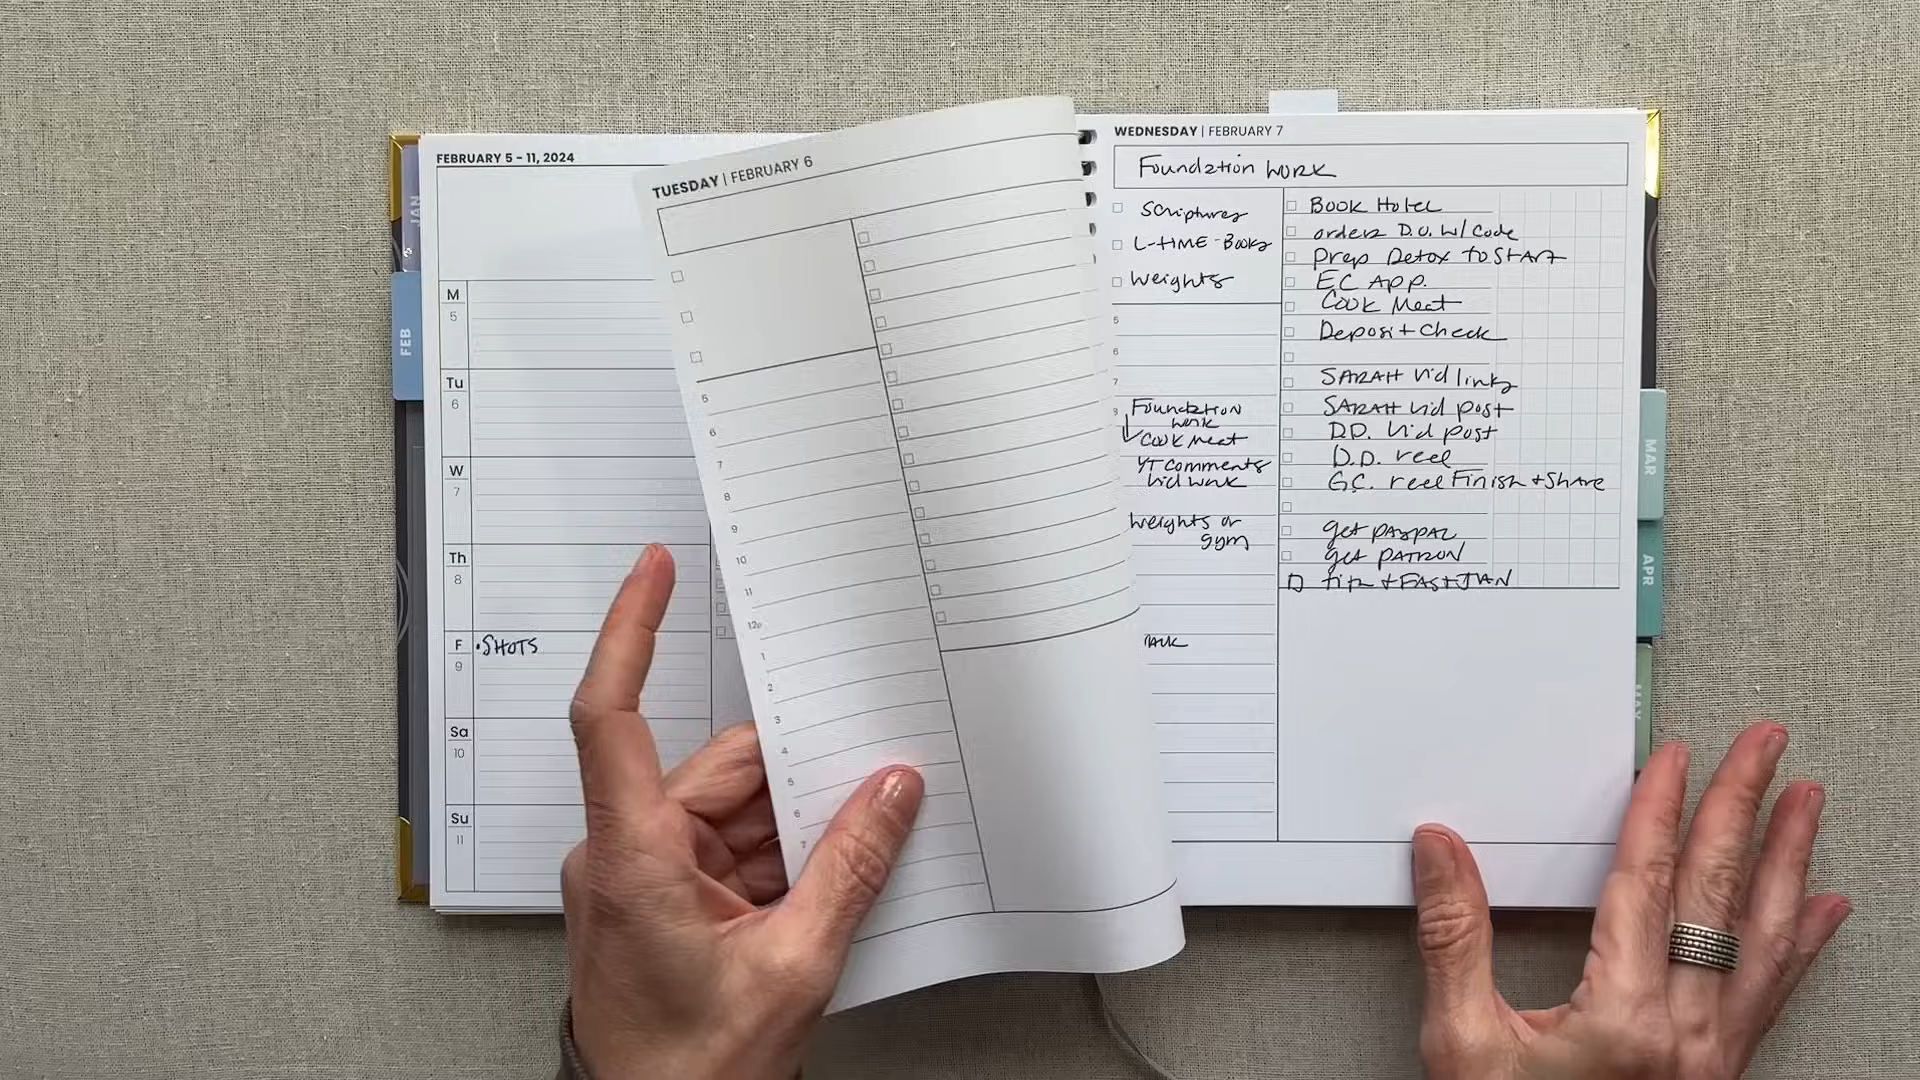 FEBRUARY 5 - 11, 2024
JAN
FEB
M
5
Tu
6
W
7
Th
8
F
9
• SHOTS
Sa
10
Su
11
TUESDAY | FEBRUARY 6
5
6
7
8
9
10
11
12p
1
2
3
4
5
6
7
WEDNESDAY | FEBRUARY 7
Foundation WORK
Scriptures
L-TIME - Books
Weights
5
6
7
8
Foundation
work
Cook Meat
YT Comments
Vid work
Weights or
gym
Book Hotel
order D.O. w/ Code
Prep Detox to START
EC App.
Cook Meat
Deposit Check
SARAH Vid links
SARAH Vid post
D.D. Vid post
D.D. reel
G.C. reel Finish + Share
get PAYPAL
get PATREON
MAR
APR
MAY